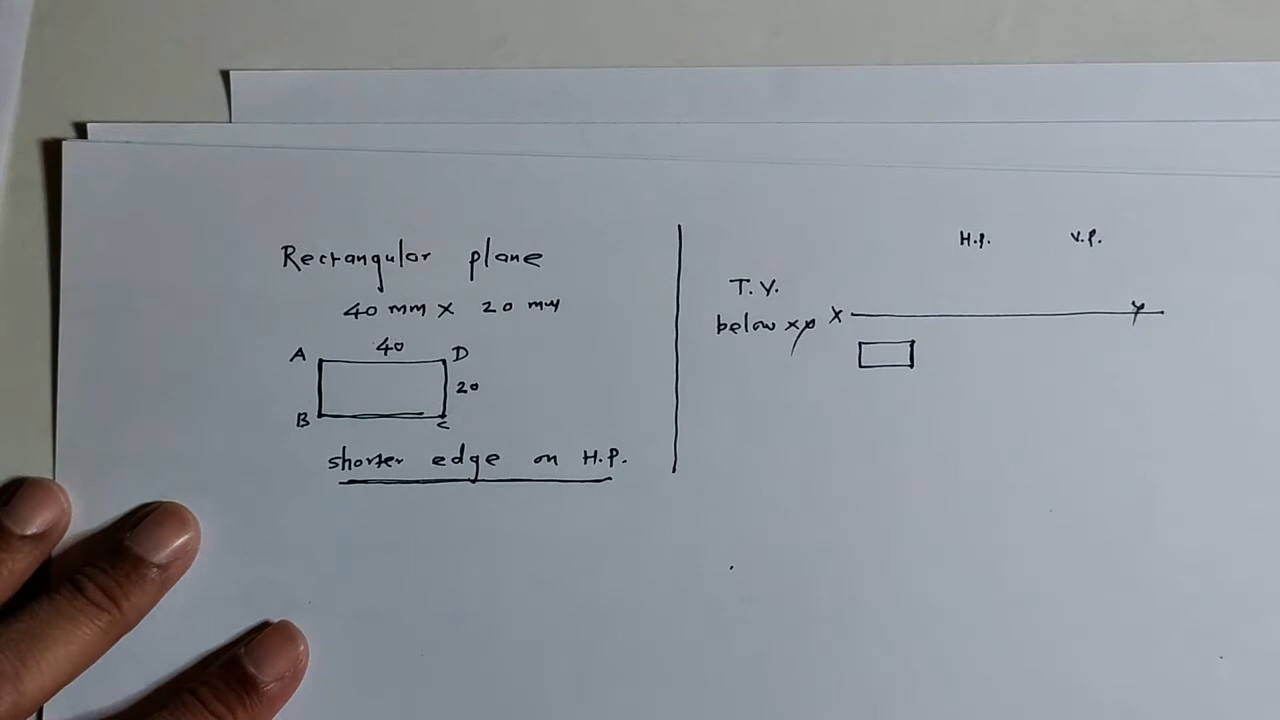 Rectangular plane
40 mm x 20 mm
40
A D
20
B C
shorter edge on H.P.
H.P. V.P.
T.V.
below xy X y